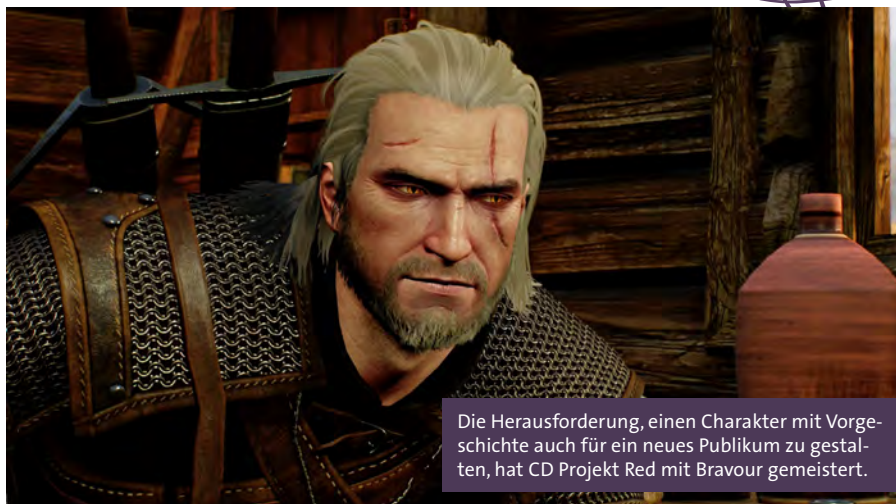 Die Herausforderung, einen Charakter mit Vorge-
schichte auch für ein neues Publikum zu gestal-
ten, hat CD Projekt Red mit Bravour gemeistert.